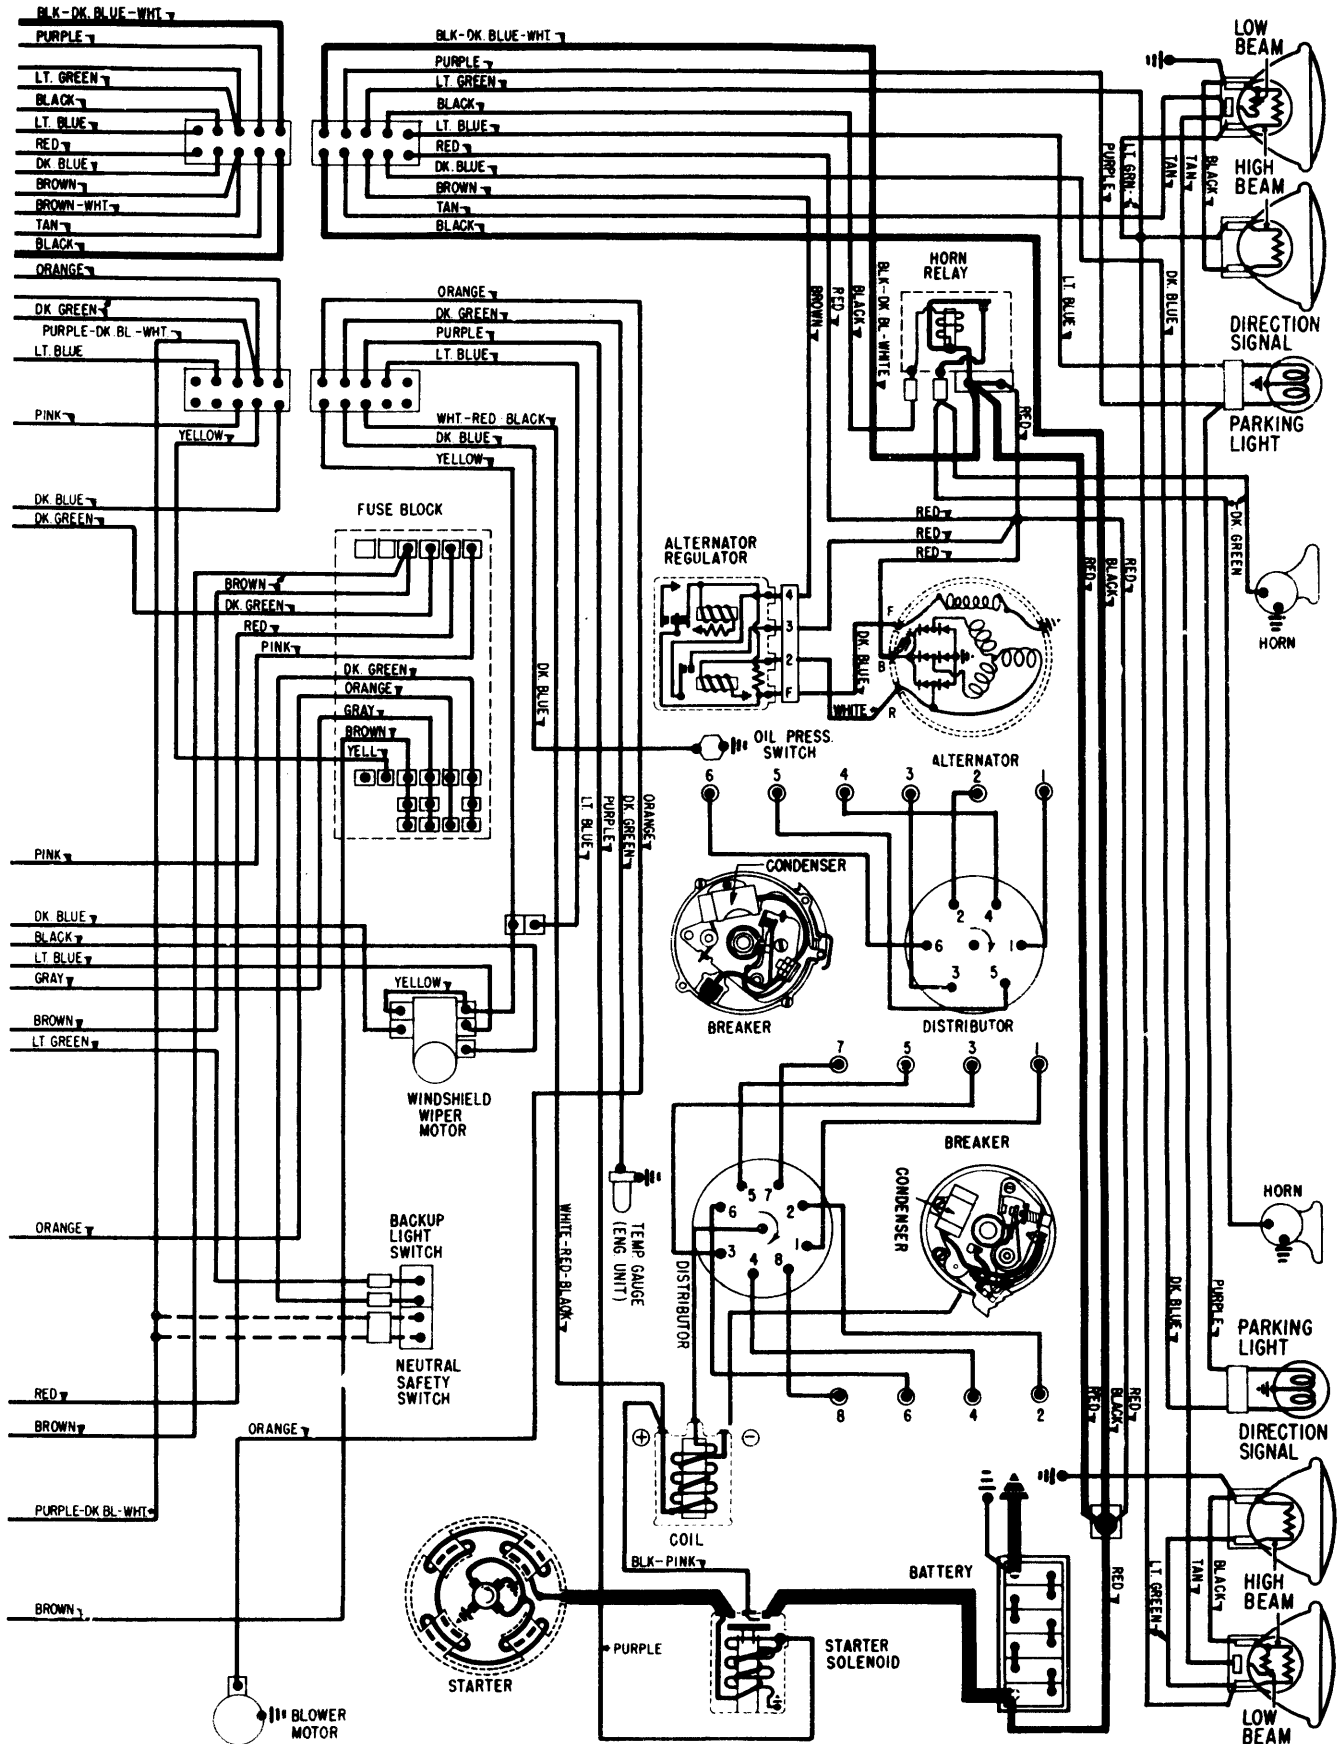 BLK-DK. BLUE-WHT.
PURPLE
LT. GREEN
BLACK
LT. BLUE
RED
DK BLUE
BROWN
BROWN-WHT.
TAN
BLACK
ORANGE
DK GREEN
PURPLE-DK. BL-WHT
LT. BLUE
PINK
YELLOW
DK. BLUE
DK. GREEN
BLK-DK. BLUE-WHT
PURPLE
LT GREEN
BLACK
LT. BLUE
RED
DK. BLUE
BROWN
TAN
BLACK
ORANGE
DK. GREEN
PURPLE
LT. BLUE
WHT-RED BLACK
DK. BLUE
YELLOW
LOW
BEAM
HIGH
BEAM
PURPLE
LT GRN.
TAN
TAN
BLACK
HORN
RELAY
BROWN
RED
BLACK
BLK-DK BL-WHITE
RED
LT. BLUE
DK. BLUE
DIRECTION
SIGNAL
PARKING
LIGHT
FUSE BLOCK
BROWN
DK. GREEN
RED
PINK
DK. GREEN
ORANGE
GRAY
BROWN
YELL
DK. BLUE
ALTERNATOR
REGULATOR
4
3
2
F
RED
RED
RED
F
B
R
DK. BLUE
WHITE
RED
BLACK
RED
DK. GREEN
HORN
OIL PRESS.
SWITCH
ALTERNATOR
6
5
4
3
2
1
LT. BLUE
PURPLE
DK. GREEN
ORANGE
CONDENSER
BREAKER
2
4
6
1
3
5
DISTRIBUTOR
PINK
DK. BLUE
BLACK
LT BLUE
GRAY
BROWN
LT GREEN
YELLOW
WINDSHIELD
WIPER
MOTOR
7
5
3
1
BREAKER
CONDENSER
5
7
6
2
3
1
4
8
DISTRIBUTOR
8
6
4
2
TEMP GAUGE
(ENG UNIT)
WHITE-RED-BLACK
HORN
ORANGE
BACKUP
LIGHT
SWITCH
NEUTRAL
SAFETY
SWITCH
RED
BROWN
ORANGE
PURPLE-DK BL-WHT
BROWN
DK. BLUE
PURPLE
PARKING
LIGHT
DIRECTION
SIGNAL
RED
BLACK
RED
+
−
COIL
BLK-PINK
BATTERY
RED
LT. GREEN
TAN
BLACK
HIGH
BEAM
LOW
BEAM
STARTER
PURPLE
STARTER
SOLENOID
BLOWER
MOTOR